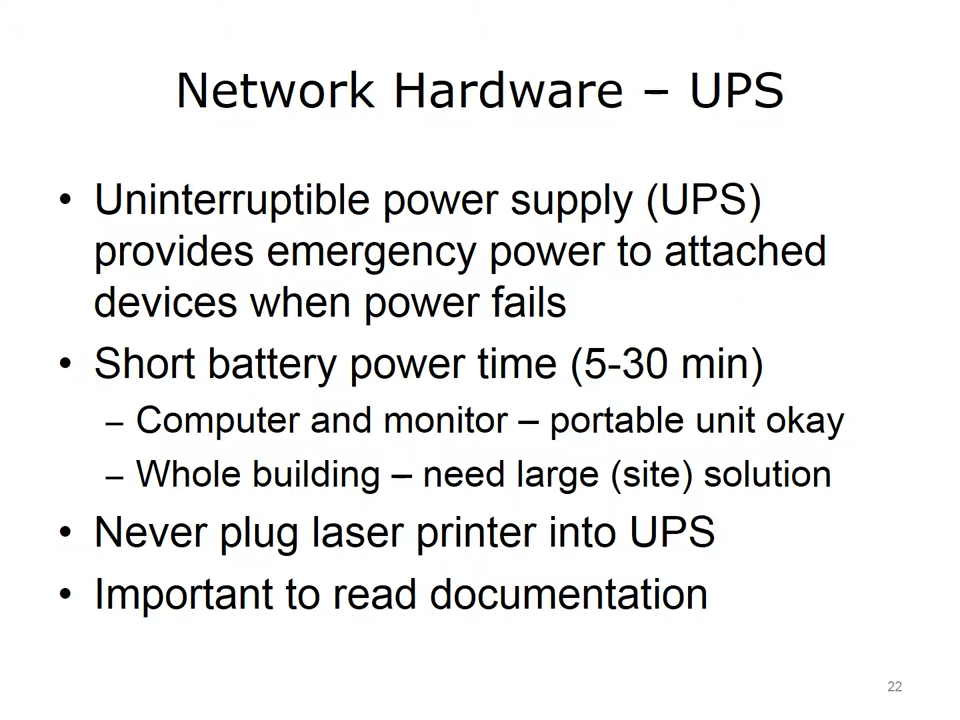 Network Hardware – UPS
• Uninterruptible power supply (UPS)
provides emergency power to attached
devices when power fails
• Short battery power time (5-30 min)
– Computer and monitor – portable unit okay
– Whole building – need large (site) solution
• Never plug laser printer into UPS
• Important to read documentation
22